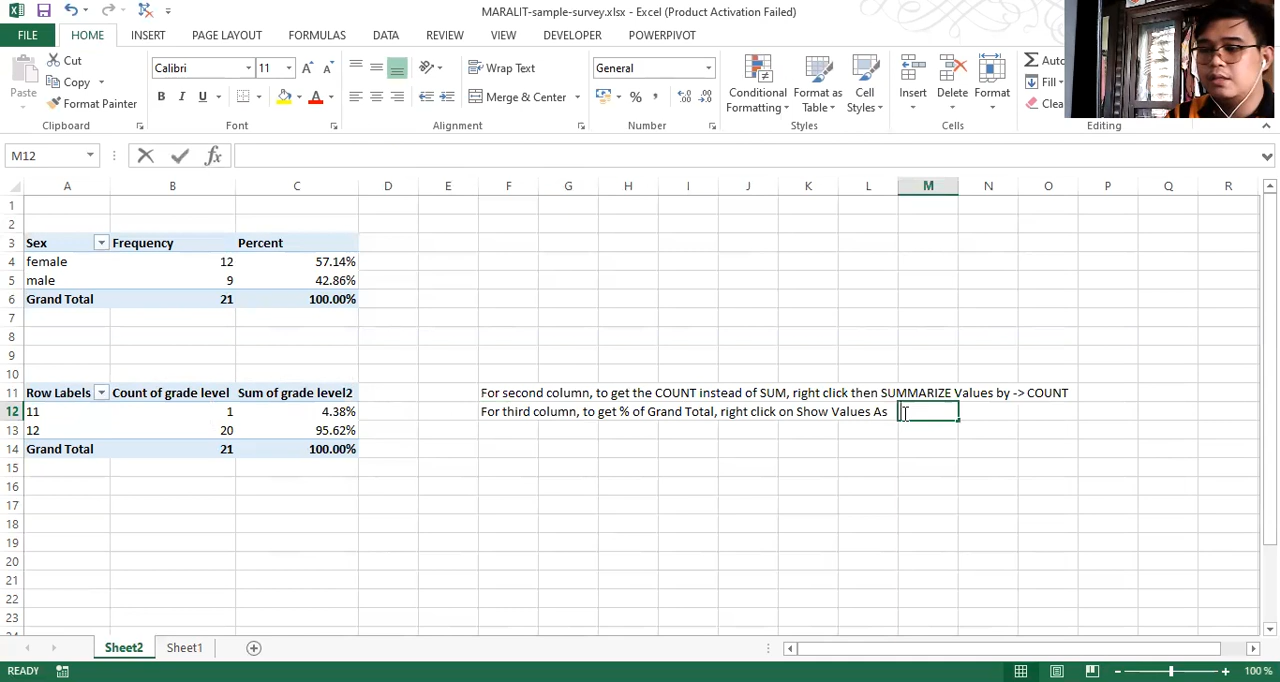 MARALIT-sample-survey.xlsx - Excel (Product Activation Failed)
FILE HOME INSERT PAGE LAYOUT FORMULAS DATA REVIEW VIEW DEVELOPER POWERPIVOT
Paste
Cut
Copy
Format Painter
Clipboard
Calibri 11
B I U
Font
Wrap Text
Merge & Center
Alignment
General
Number
Conditional Formatting
Format as Table
Cell Styles
Styles
Insert Delete Format
Cells
Auto
Fill
Clea
Editing
M12
A B C D E F G H I J K L M N O P Q R
1
2
3 Sex Frequency Percent
4 female 12 57.14%
5 male 9 42.86%
6 Grand Total 21 100.00%
7
8
9
10
11 Row Labels Count of grade level Sum of grade level2 For second column, to get the COUNT instead of SUM, right click then SUMMARIZE Values by -> COUNT
12 11 1 4.38% For third column, to get % of Grand Total, right click on Show Values As
13 12 20 95.62%
14 Grand Total 21 100.00%
15
16
17
18
19
20
21
22
23
Sheet2 Sheet1
READY 100 %